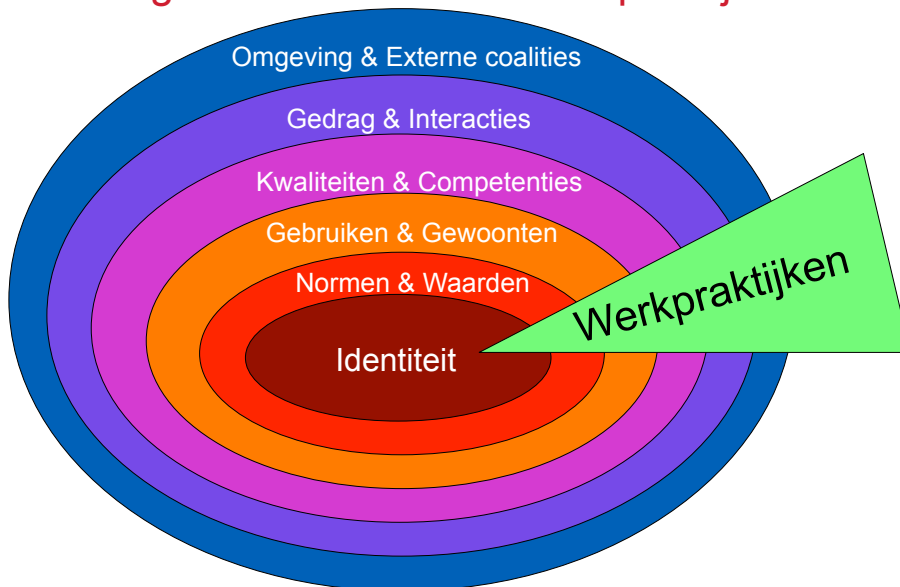 Omgeving & Externe coalities
Gedrag & Interacties
Kwaliteiten & Competenties
Gebruiken & Gewoonten
Normen & Waarden
Identiteit
Werkpraktijken